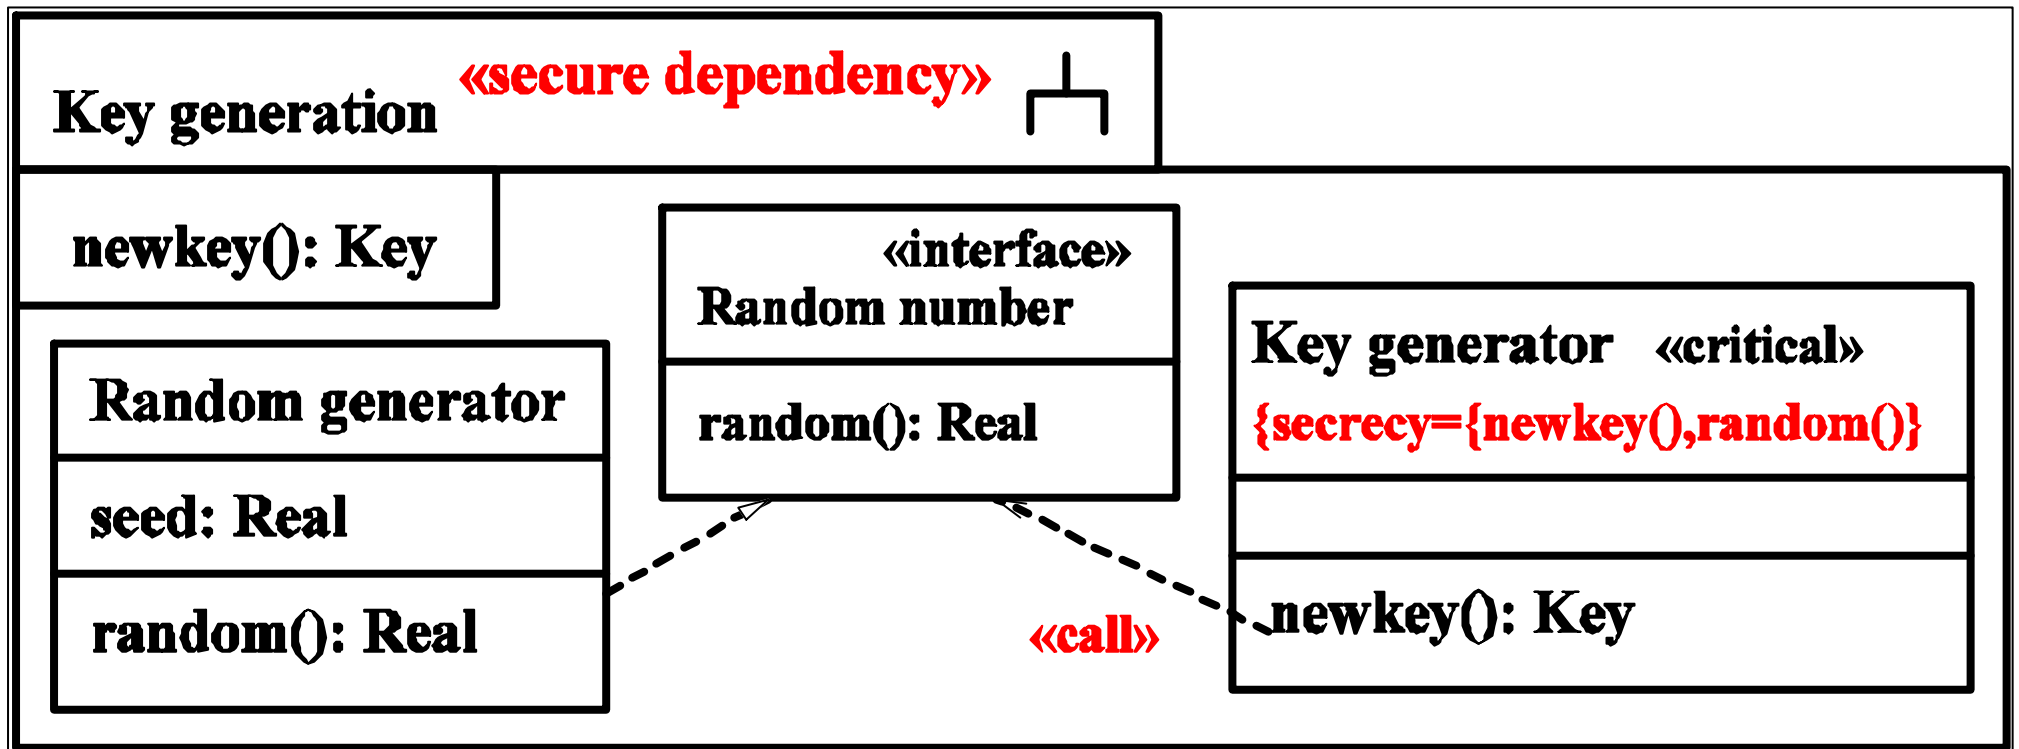 Key generation «secure dependency»
newkey(): Key
Random generator
seed: Real
random(): Real
«interface»
Random number
random(): Real
«call»
Key generator «critical»
{secrecy={newkey(),random()}
newkey(): Key